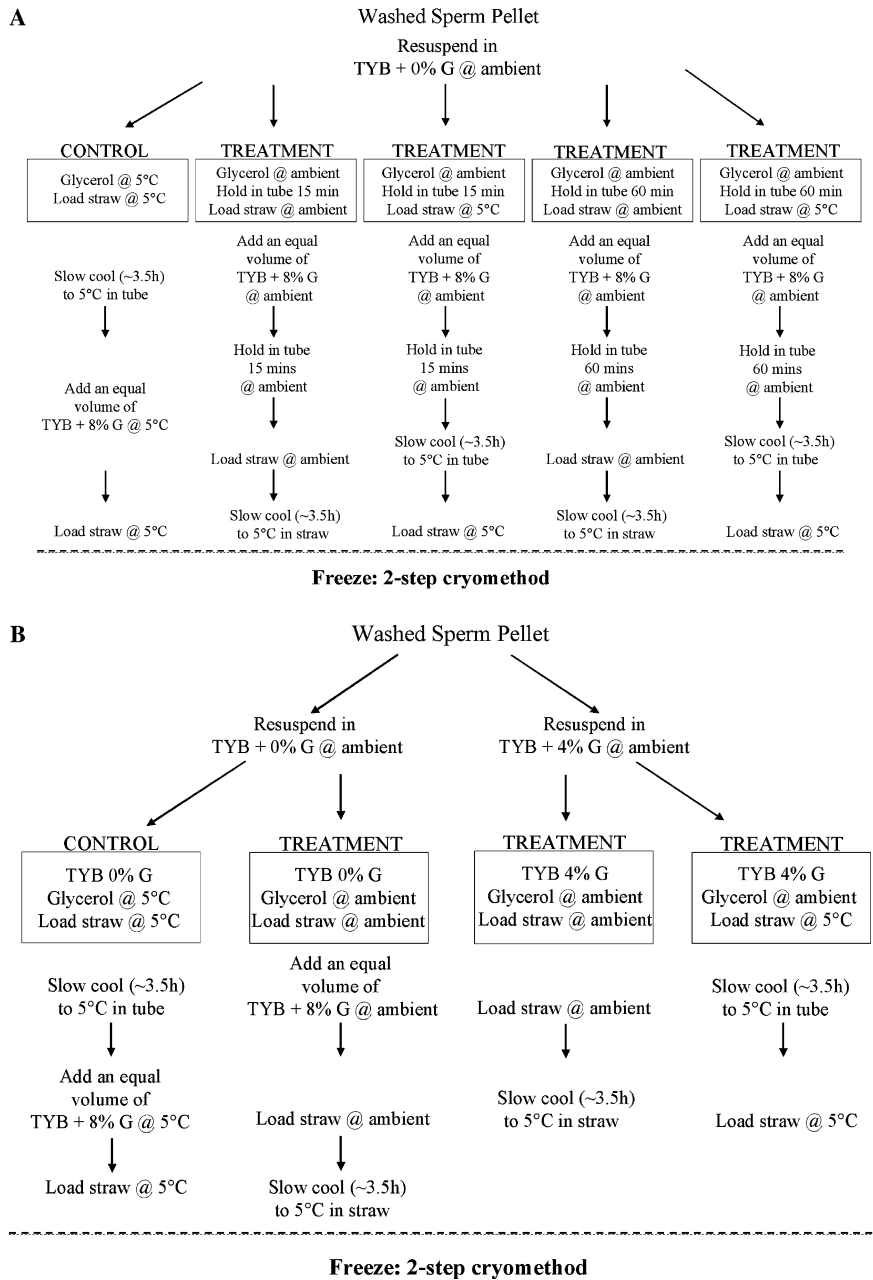 A
Washed Sperm Pellet
Resuspend in
TYB + 0% G @ ambient
CONTROL
Glycerol @ 5°C
Load straw @ 5°C
Slow cool (~3.5h)
to 5°C in tube
Add an equal
volume of
TYB + 8% G @ 5°C
Load straw @ 5°C
TREATMENT
Glycerol @ ambient
Hold in tube 15 min
Load straw @ ambient
Add an equal
volume of
TYB + 8% G
@ ambient
Hold in tube
15 mins
@ ambient
Load straw @ ambient
Slow cool (~3.5h)
to 5°C in straw
TREATMENT
Glycerol @ ambient
Hold in tube 15 min
Load straw @ 5°C
Add an equal
volume of
TYB + 8% G
@ ambient
Hold in tube
15 mins
@ ambient
Slow cool (~3.5h)
to 5°C in tube
Load straw @ 5°C
TREATMENT
Glycerol @ ambient
Hold in tube 60 min
Load straw @ ambient
Add an equal
volume of
TYB + 8% G
@ ambient
Hold in tube
60 mins
@ ambient
Load straw @ ambient
Slow cool (~3.5h)
to 5°C in straw
TREATMENT
Glycerol @ ambient
Hold in tube 60 min
Load straw @ 5°C
Add an equal
volume of
TYB + 8% G
@ ambient
Hold in tube
60 mins
@ ambient
Slow cool (~3.5h)
to 5°C in tube
Load straw @ 5°C
Freeze: 2-step cryomethod
B
Washed Sperm Pellet
Resuspend in
TYB + 0% G @ ambient
Resuspend in
TYB + 4% G @ ambient
CONTROL
TYB 0% G
Glycerol @ 5°C
Load straw @ 5°C
Slow cool (~3.5h)
to 5°C in tube
Add an equal
volume of
TYB + 8% G @ 5°C
Load straw @ 5°C
TREATMENT
TYB 0% G
Glycerol @ ambient
Load straw @ ambient
Add an equal
volume of
TYB + 8% G @ ambient
Load straw @ ambient
Slow cool (~3.5h)
to 5°C in straw
TREATMENT
TYB 4% G
Glycerol @ ambient
Load straw @ ambient
Load straw @ ambient
Slow cool (~3.5h)
to 5°C in straw
TREATMENT
TYB 4% G
Glycerol @ ambient
Load straw @ 5°C
Slow cool (~3.5h)
to 5°C in tube
Load straw @ 5°C
Freeze: 2-step cryomethod